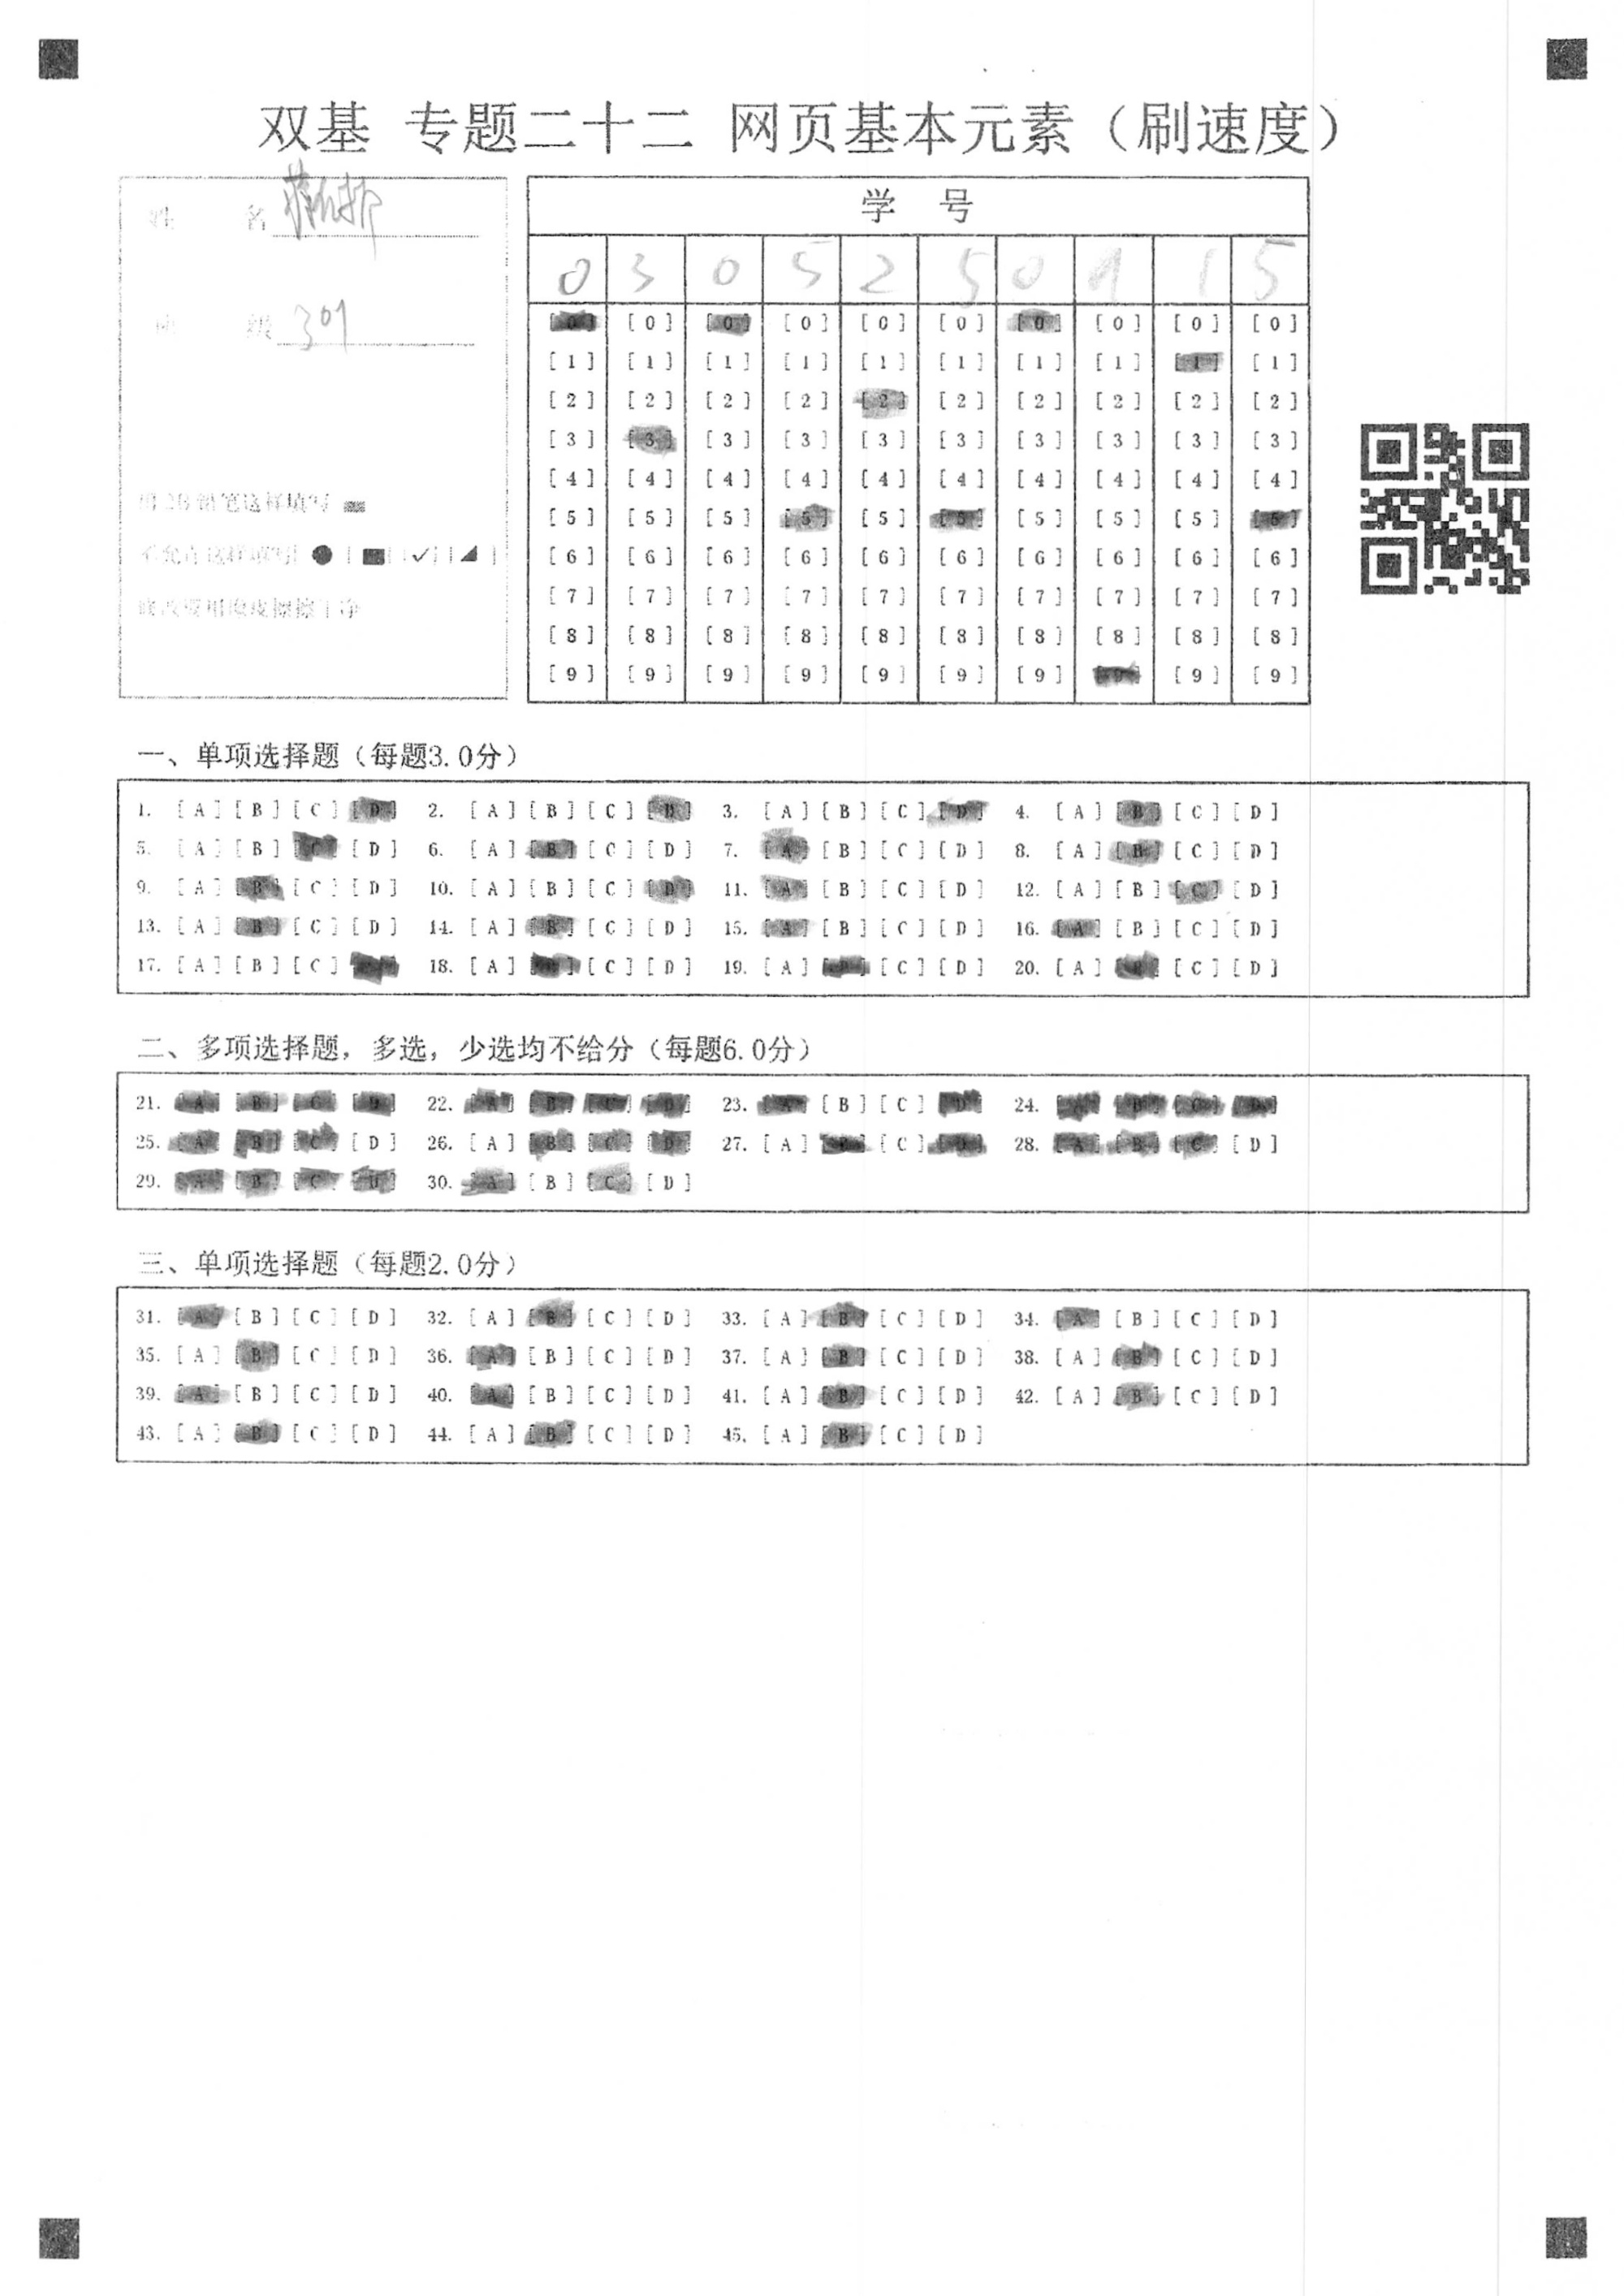 双基 专题二十二 网页基本元素（刷速度）
姓 名
级 309
用2B铅笔这样填写
不允许这样填写
修改要用橡皮擦擦干净
学 号
0 3 0 5 2 5 0 9 1 5
[0] [0] [0] [0] [0] [0] [0] [0] [0] [0]
[1] [1] [1] [1] [1] [1] [1] [1] [1] [1]
[2] [2] [2] [2] [2] [2] [2] [2] [2] [2]
[3] [3] [3] [3] [3] [3] [3] [3] [3] [3]
[4] [4] [4] [4] [4] [4] [4] [4] [4] [4]
[5] [5] [5] [5] [5] [5] [5] [5] [5] [5]
[6] [6] [6] [6] [6] [6] [6] [6] [6] [6]
[7] [7] [7] [7] [7] [7] [7] [7] [7] [7]
[8] [8] [8] [8] [8] [8] [8] [8] [8] [8]
[9] [9] [9] [9] [9] [9] [9] [9] [9] [9]
一、单项选择题（每题3.0分）
1. [A] [B] [C] [D] 2. [A] [B] [C] [D] 3. [A] [B] [C] [D] 4. [A] [B] [C] [D]
5. [A] [B] [C] [D] 6. [A] [B] [C] [D] 7. [A] [B] [C] [D] 8. [A] [B] [C] [D]
9. [A] [B] [C] [D] 10. [A] [B] [C] [D] 11. [A] [B] [C] [D] 12. [A] [B] [C] [D]
13. [A] [B] [C] [D] 14. [A] [B] [C] [D] 15. [A] [B] [C] [D] 16. [A] [B] [C] [D]
17. [A] [B] [C] [D] 18. [A] [B] [C] [D] 19. [A] [B] [C] [D] 20. [A] [B] [C] [D]
二、多项选择题，多选，少选均不给分（每题6.0分）
21. [A] [B] [C] [D] 22. [A] [B] [C] [D] 23. [A] [B] [C] [D] 24. [A] [B] [C] [D]
25. [A] [B] [C] [D] 26. [A] [B] [C] [D] 27. [A] [B] [C] [D] 28. [A] [B] [C] [D]
29. [A] [B] [C] [D] 30. [A] [B] [C] [D]
三、单项选择题（每题2.0分）
31. [A] [B] [C] [D] 32. [A] [B] [C] [D] 33. [A] [B] [C] [D] 34. [A] [B] [C] [D]
35. [A] [B] [C] [D] 36. [A] [B] [C] [D] 37. [A] [B] [C] [D] 38. [A] [B] [C] [D]
39. [A] [B] [C] [D] 40. [A] [B] [C] [D] 41. [A] [B] [C] [D] 42. [A] [B] [C] [D]
43. [A] [B] [C] [D] 44. [A] [B] [C] [D] 45. [A] [B] [C] [D]